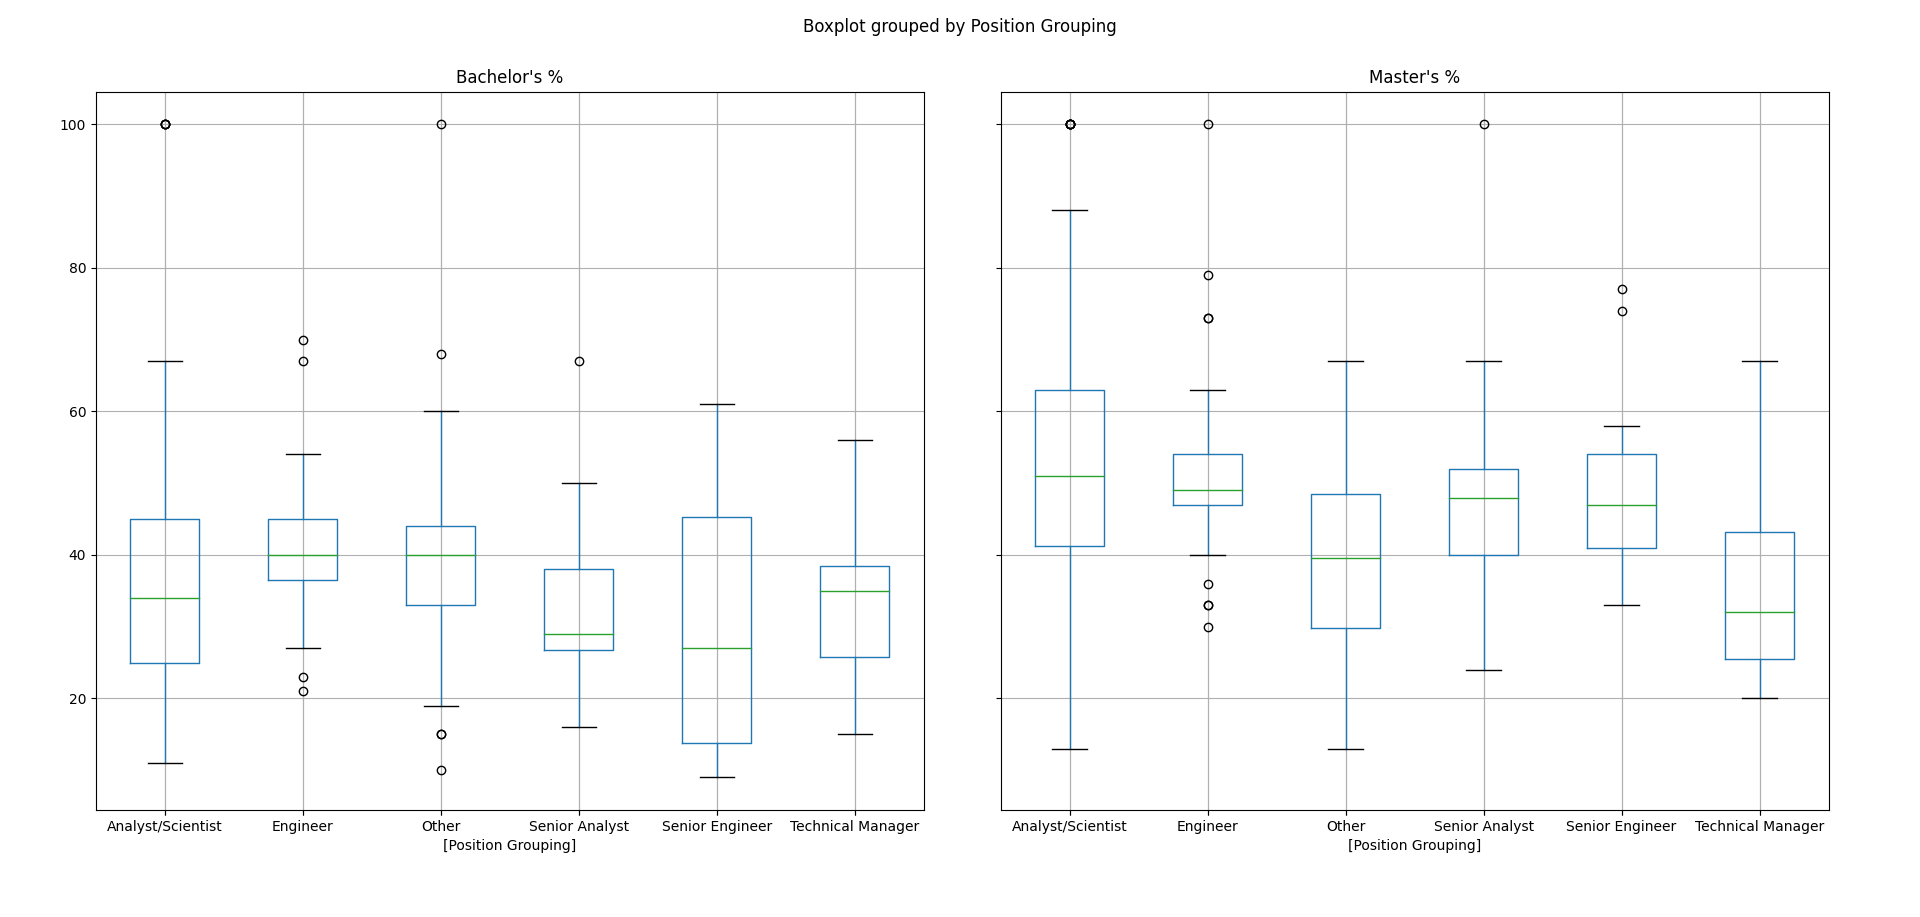 Boxplot grouped by Position Grouping
Bachelor's %
100
80
60
40
20
Analyst/Scientist Engineer Other Senior Analyst Senior Engineer Technical Manager
[Position Grouping]
Master's %
Analyst/Scientist Engineer Other Senior Analyst Senior Engineer Technical Manager
[Position Grouping]